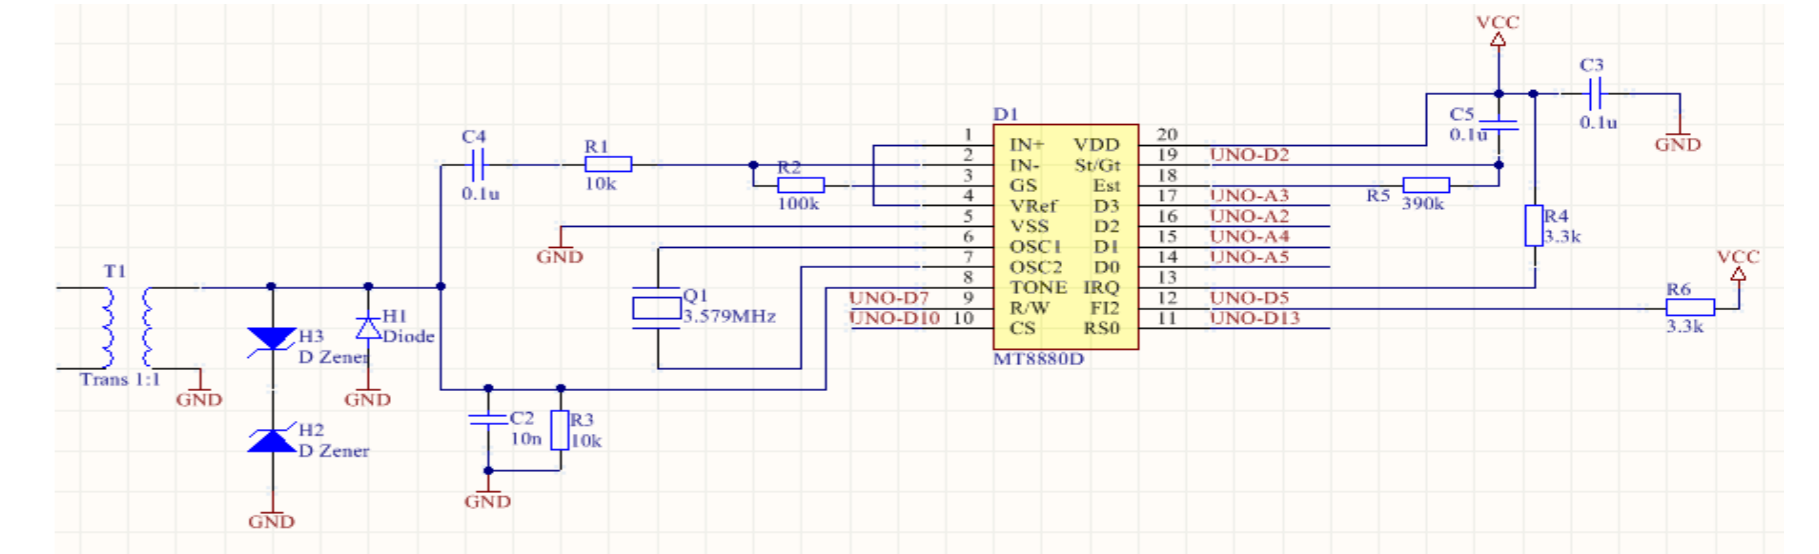 VCC
C3
0.1u
GND
C5
0.1u
D1
1 IN+ VDD 20
2 IN- St/Gt 19 UNO-D2
3 GS Est 18
4 VRef D3 17 UNO-A3
5 VSS D2 16 UNO-A2
6 OSC1 D1 15 UNO-A4
7 OSC2 D0 14 UNO-A5
8 TONE IRQ 13
UNO-D7 9 R/W FI2 12 UNO-D5
UNO-D10 10 CS RS0 11 UNO-D13
MT8880D
C4
0.1u
R1
10k
R2
100k
R5 390k
R4
3.3k
GND
VCC
R6
3.3k
T1
Trans 1:1
GND
Q1
3.579MHz
H3
D Zener
H1
Diode
GND
H2
D Zener
GND
C2
10n
R3
10k
GND